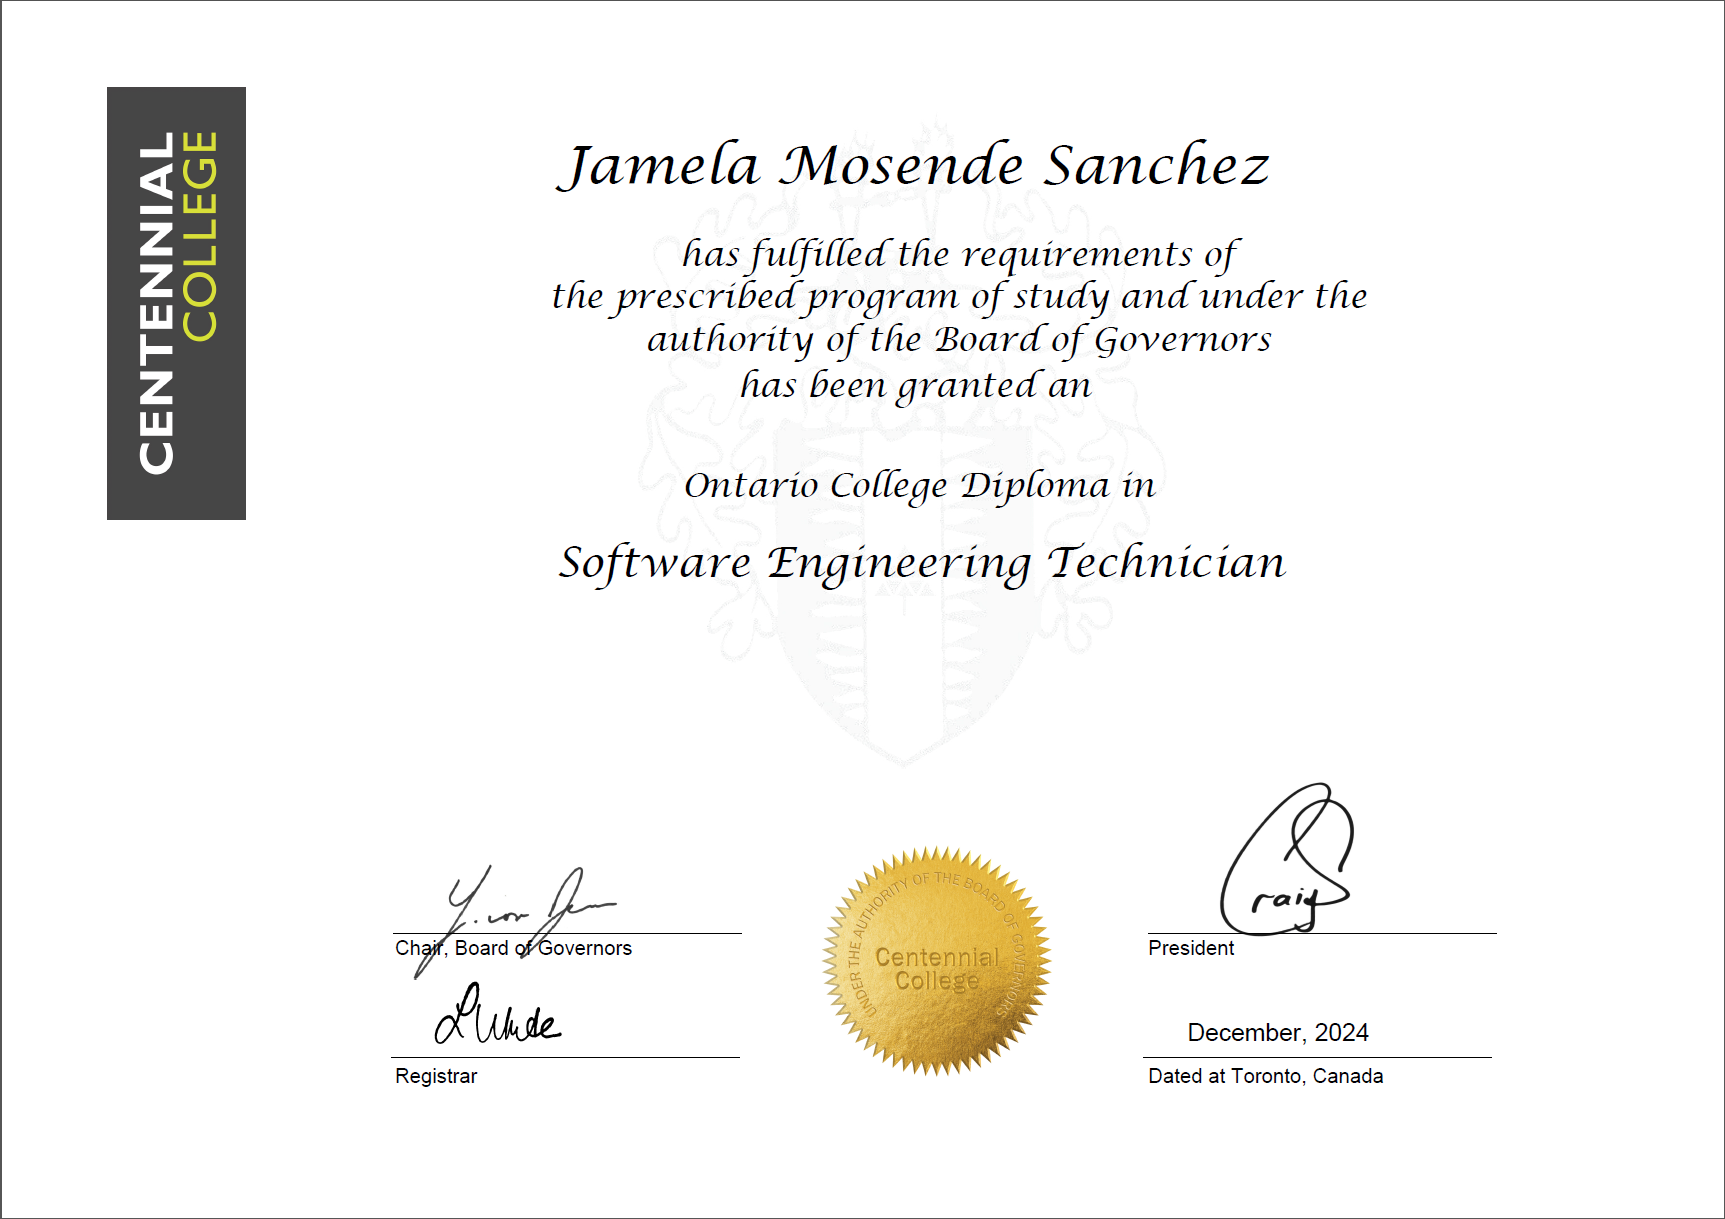 CENTENNIAL
COLLEGE
Jamela Mosende Sanchez
has fulfilled the requirements of
the prescribed program of study and under the
authority of the Board of Governors
has been granted an
Ontario College Diploma in
Software Engineering Technician
Craig
Chair, Board of Governors
President
UNDER THE AUTHORITY OF THE BOARD OF GOVERNORS
Centennial
College
December, 2024
Registrar
Dated at Toronto, Canada